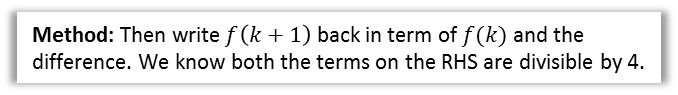 Method: Then write f(k + 1) back in term of f(k) and the
difference. We know both the terms on the RHS are divisible by 4.